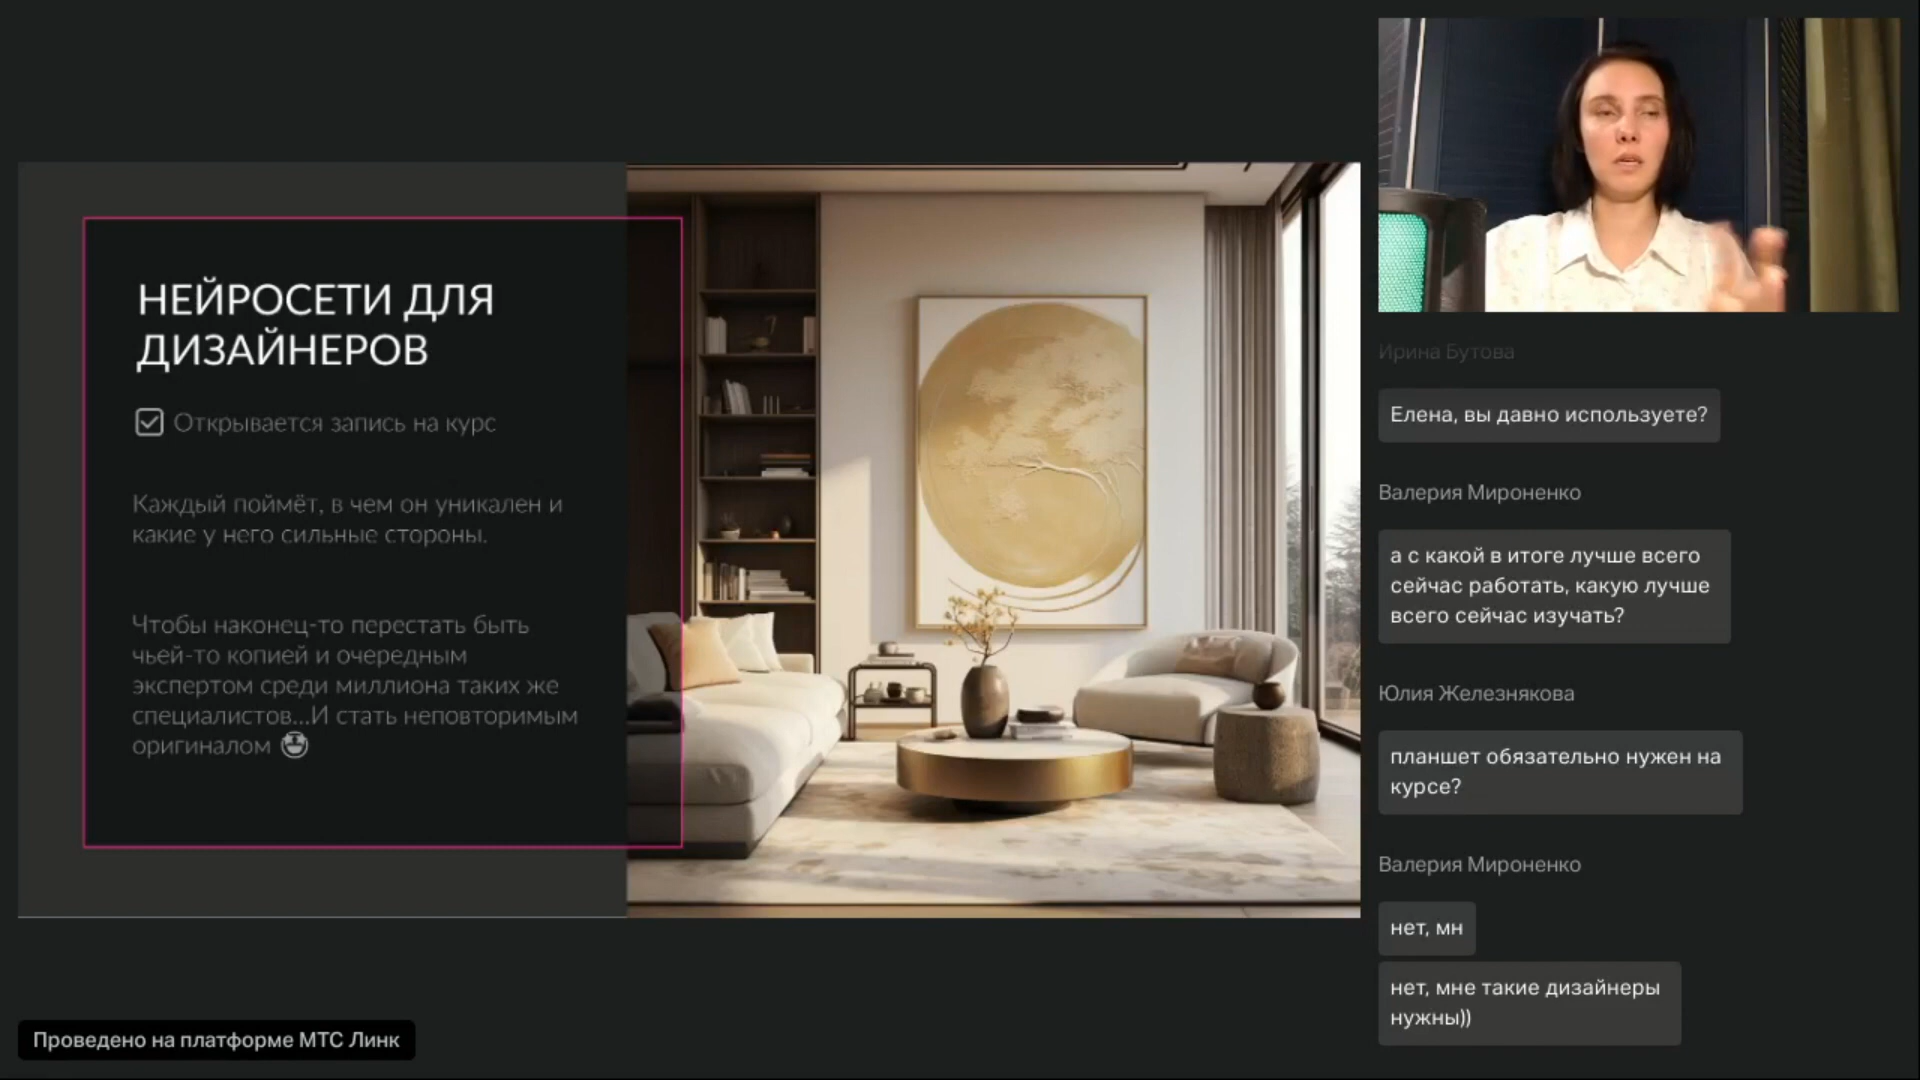 НЕЙРОСЕТИ ДЛЯ
ДИЗАЙНЕРОВ
Открывается запись на курс
Каждый поймёт, в чем он уникален и
какие у него сильные стороны.
Чтобы наконец-то перестать быть
чьей-то копией и очередным
экспертом среди миллиона таких же
специалистов...И стать неповторимым
оригиналом 🤩
Ирина Бутова
Елена, вы давно используете?
Валерия Мироненко
а с какой в итоге лучше всего
сейчас работать, какую лучше
всего сейчас изучать?
Юлия Железнякова
планшет обязательно нужен на
курсе?
Валерия Мироненко
нет, мн
нет, мне такие дизайнеры
нужны))
Проведено на платформе МТС Линк